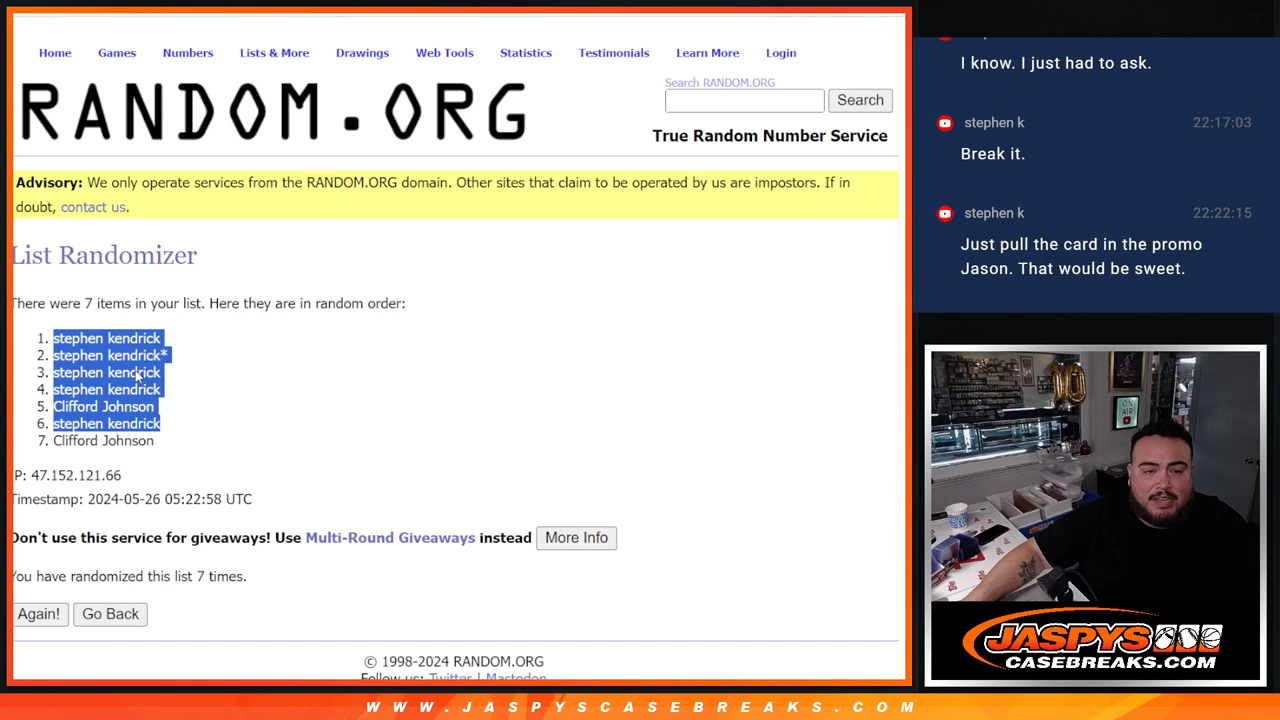 Home Games Numbers Lists & More Drawings Web Tools Statistics Testimonials Learn More Login
RANDOM.ORG
Search RANDOM.ORG
Search
True Random Number Service
Advisory: We only operate services from the RANDOM.ORG domain. Other sites that claim to be operated by us are impostors. If in
doubt, contact us.
List Randomizer
There were 7 items in your list. Here they are in random order:
1. stephen kendrick
2. stephen kendrick*
3. stephen kendrick
4. stephen kendrick
5. Clifford Johnson
6. stephen kendrick
7. Clifford Johnson
IP: 47.152.121.66
Timestamp: 2024-05-26 05:22:58 UTC
Don't use this service for giveaways! Use Multi-Round Giveaways instead More Info
You have randomized this list 7 times.
Again! Go Back
© 1998-2024 RANDOM.ORG
Follow us: Twitter | Mastodon
I know. I just had to ask.
stephen k 22:17:03
Break it.
stephen k 22:22:15
Just pull the card in the promo
Jason. That would be sweet.
10
ON
AIR
JASPYS
CASEBREAKS.COM
WWW.JASPYSCASEBREAKS.COM